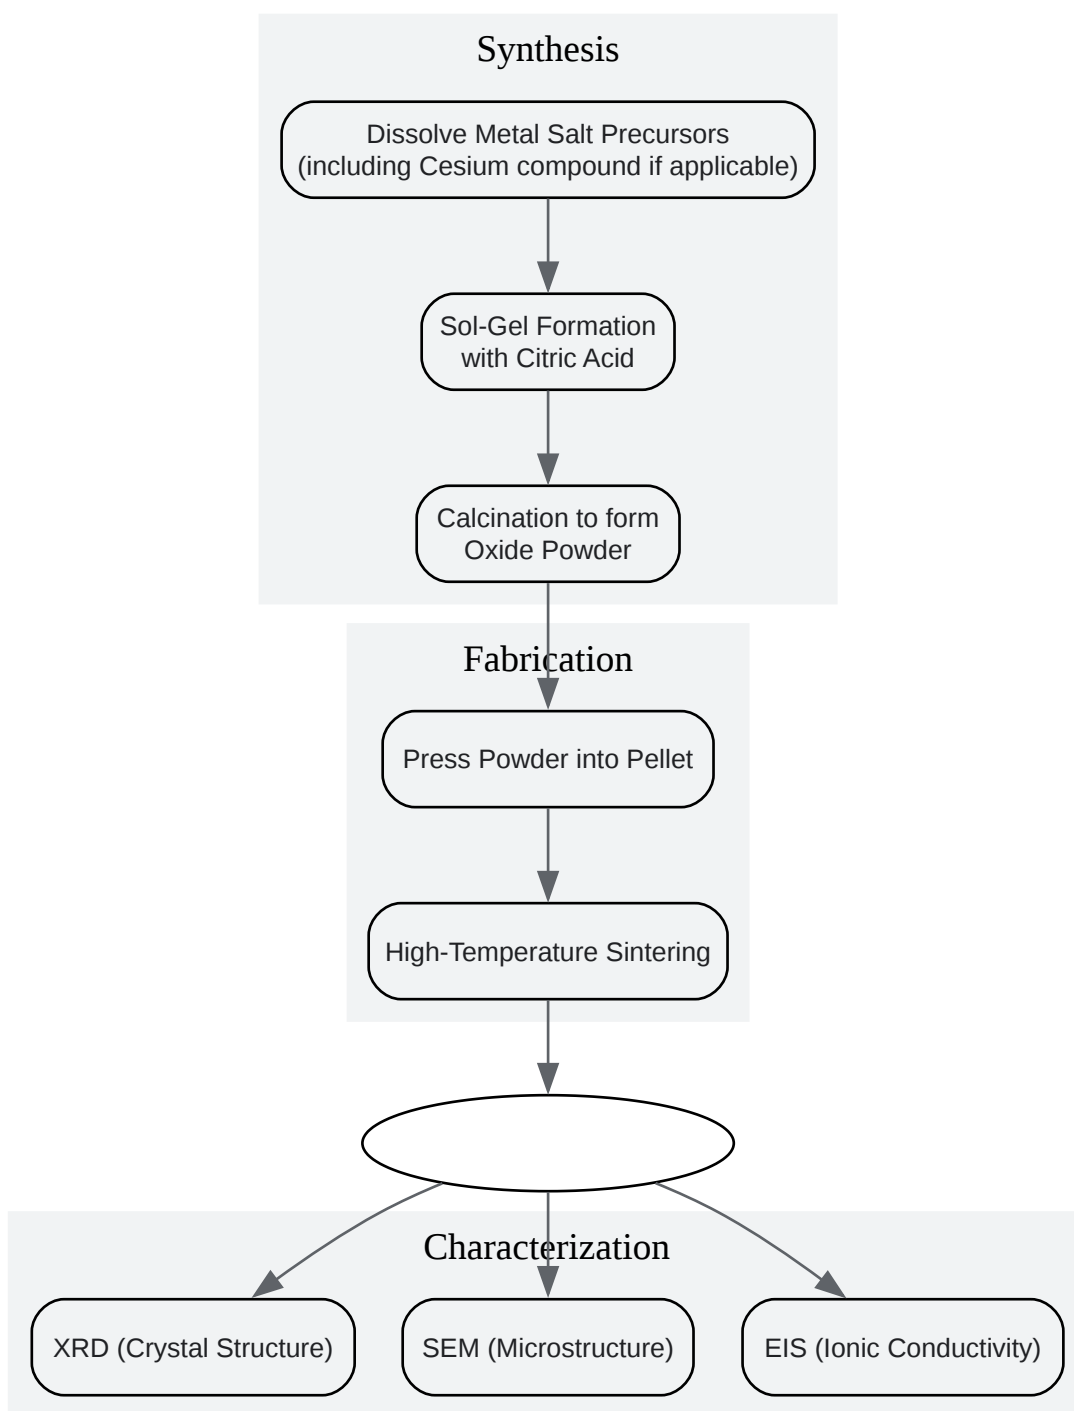 Synthesis
Dissolve Metal Salt Precursors
(including Cesium compound if applicable)
Sol-Gel Formation
with Citric Acid
Calcination to form
Oxide Powder
Fabrication
Press Powder into Pellet
High-Temperature Sintering
Characterization
XRD (Crystal Structure)
SEM (Microstructure)
EIS (Ionic Conductivity)